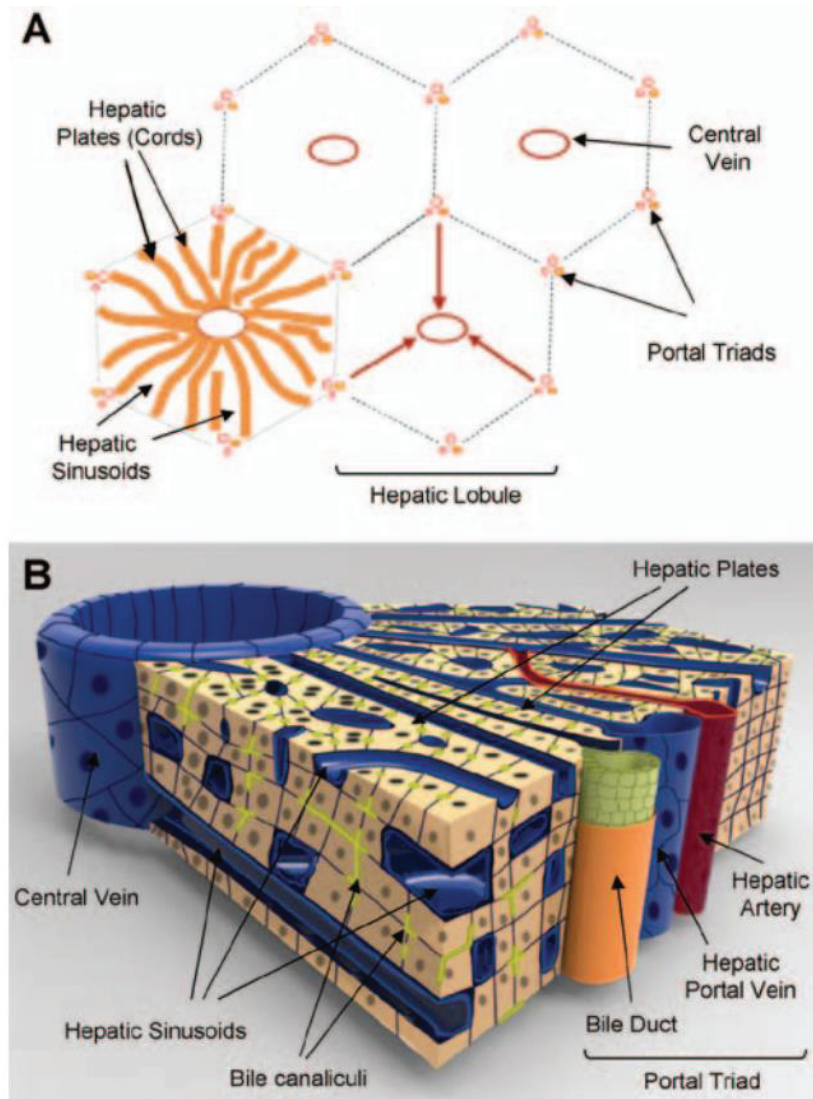 A
Hepatic
Plates (Cords)
Central
Vein
Portal Triads
Hepatic
Sinusoids
Hepatic Lobule
B
Hepatic Plates
Central Vein
Hepatic
Artery
Hepatic
Portal Vein
Hepatic Sinusoids
Bile Duct
Bile canaliculi
Portal Triad